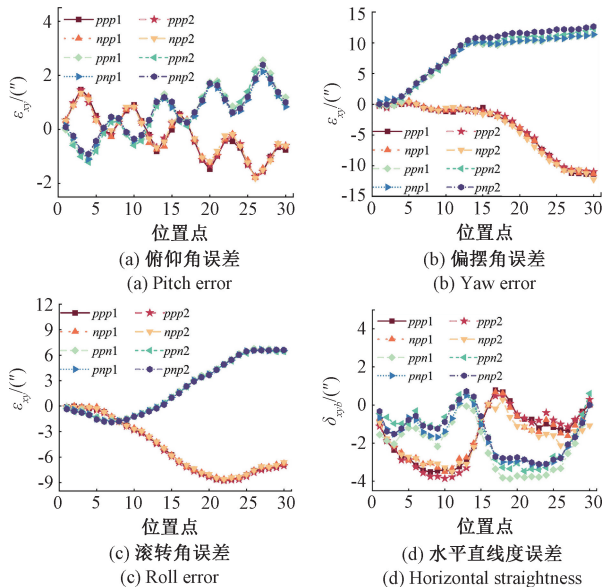 ε_xy/(″)
4
2
0
-2
ppp1
ppp2
npp1
npp2
ppn1
ppn2
pnp1
pnp2
0 5 10 15 20 25 30
位置点
(a) 俯仰角误差
(a) Pitch error
ε_xy/(″)
15
10
5
0
-5
-10
-15
ppp1
ppp2
npp1
npp2
ppn1
ppn2
pnp1
pnp2
0 5 10 15 20 25 30
位置点
(b) 偏摆角误差
(b) Yaw error
ε_xy/(″)
12
9
6
3
0
-3
-6
-9
ppp1
ppp2
npp1
npp2
ppn1
ppn2
pnp1
pnp2
0 5 10 15 20 25 30
位置点
(c) 滚转角误差
(c) Roll error
δ_xyb/(″)
4
2
0
-2
-4
ppp1
ppp2
npp1
npp2
ppn1
ppn2
pnp1
pnp2
0 5 10 15 20 25 30
位置点
(d) 水平直线度误差
(d) Horizontal straightness